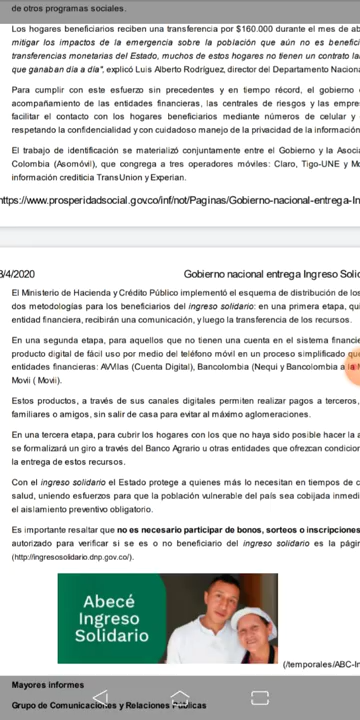 de otros programas sociales.
Los hogares beneficiarios reciben una transferencia por $160.000 durante el mes de ab
mitigar los impactos de la emergencia sobre la población que aún no es benefici
transferencias monetarias del Estado, muchos de estos hogares no tienen un contrato la
que ganaban día a día", explicó Luis Alberto Rodríguez, director del Departamento Naciona
Para cumplir con este esfuerzo sin precedentes y en tiempo récord, el gobierno
acompañamiento de las entidades financieras, las centrales de riesgos y las empre
facilitar el contacto con los hogares beneficiarios mediante números de celular y
respetando la confidencialidad y con cuidadoso manejo de la privacidad de la información
El trabajo de identificación se materializó conjuntamente entre el Gobierno y la Asocia
Colombia (Asomóvil), que congrega a tres operadores móviles: Claro, Tigo-UNE y Mo
información crediticia TransUnion y Experian.
https://www.prosperidadsocial.gov.co/inf/not/Paginas/Gobierno-nacional-entrega-In
3/4/2020 Gobierno nacional entrega Ingreso Solid
El Ministerio de Hacienda y Crédito Público implementó el esquema de distribución de los
dos metodologías para los beneficiarios del ingreso solidario: en una primera etapa, qui
entidad financiera, recibirán una comunicación, y luego la transferencia de los recursos.
En una segunda etapa, para aquellos que no tienen una cuenta en el sistema financie
producto digital de fácil uso por medio del teléfono móvil en un proceso simplificado que
entidades financieras: AVVilas (Cuenta Digital), Bancolombia (Nequi y Bancolombia a la M
Movii ( Movii).
Estos productos, a través de sus canales digitales permiten realizar pagos a terceros,
familiares o amigos, sin salir de casa para evitar al máximo aglomeraciones.
En una tercera etapa, para cubrir los hogares con los que no haya sido posible hacer la a
se formalizará un giro a través del Banco Agrario u otras entidades que ofrezcan condicion
la entrega de estos recursos.
Con el ingreso solidario el Estado protege a quienes más lo necesitan en tiempos de c
salud, uniendo esfuerzos para que la población vulnerable del país sea cobijada inmedi
el aislamiento preventivo obligatorio.
Es importante resaltar que no es necesario participar de bonos, sorteos o inscripciones
autorizado para verificar si se es o no beneficiario del ingreso solidario es la págin
(http://ingresosolidario.dnp.gov.co/).
Abecé
Ingreso
Solidario
(/temporales/ABC-In
Mayores informes
Grupo de Comunicaciones y Relaciones Públicas